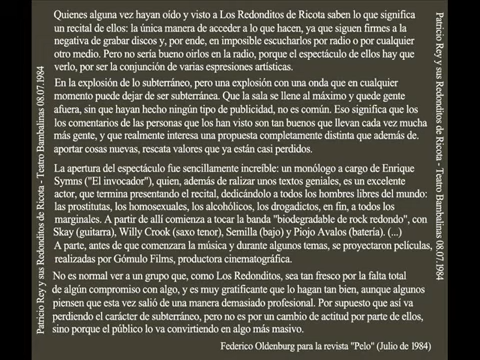 Quienes alguna vez hayan oído y visto a Los Redonditos de Ricota saben lo que significa
un recital de ellos: la única manera de acceder a lo que hacen, ya que siguen firmes a la
negativa de grabar discos y, por ende, en imposible escucharlos por radio o por cualquier
otro medio. Pero no sería bueno oirlos en la radio, porque el espectáculo de ellos hay que
verlo, por ser la conjunción de varias espresiones artísticas.
En la explosión de lo subterráneo, pero una explosión con una onda que en cualquier
momento puede dejar de ser subterránea. Que la sala se llene al máximo y quede gente
afuera, sin que hayan hecho ningún tipo de publicidad, no es común. Eso significa que los
los comentarios de las personas que los han visto son tan buenos que llevan cada vez mucha
más gente, y que realmente interesa una propuesta completamente distinta que además de.
aportar cosas nuevas, rescata valores que ya están casi perdidos.
La apertura del espectáculo fue sencillamente increíble: un monólogo a cargo de Enrique
Symns ("El invocador"), quien, además de ralizar unos textos geniales, es un excelente
actor, que termina presentando el recital, dedicándolo a todos los hombres libres del mundo:
las prostitutas, los homosexuales, los alcohólicos, los drogadictos, en fin, a todos los
marginales. A partir de allí comienza a tocar la banda "biodegradable de rock redondo", con
Skay (guitarra), Willy Crook (saxo tenor), Semilla (bajo) y Piojo Avalos (batería). (...)
A parte, antes de que comenzara la música y durante algunos temas, se proyectaron películas,
realizadas por Gómulo Films, productora cinematográfica.
No es normal ver a un grupo que, como Los Redonditos, sea tan fresco por la falta total
de algún compromiso con algo, y es muy gratificante que lo hagan tan bien, aunque algunos
piensen que esta vez salió de una manera demasiado profesional. Por supuesto que así va
perdiendo el carácter de subterráneo, pero no es por un cambio de actitud por parte de ellos,
sino porque el público lo va convirtiendo en algo más masivo.
Federico Oldenburg para la revista "Pelo" (Julio de 1984)
Patricio Rey y sus Redonditos de Ricota - Teatro Bambalinas 08.07.1984
Patricio Rey y sus Redonditos de Ricota - Teatro Bambalinas 08.07.1984